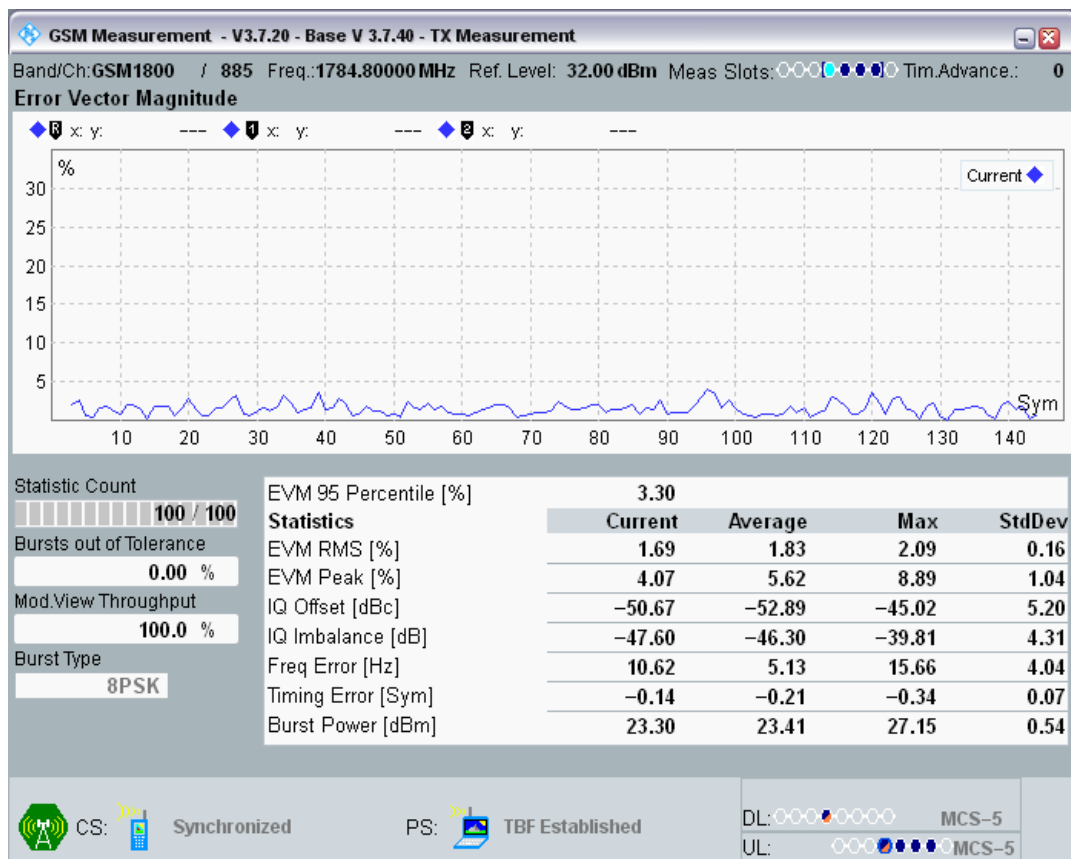 GSM Measurement - V3.7.20 - Base V 3.7.40 - TX Measurement
Band/Ch:GSM1800 / 885 Freq.:1784.80000 MHz Ref. Level: 32.00 dBm Meas Slots: Tim.Advance.: 0
Error Vector Magnitude
R x: y: --- 1 x: y: --- 2 x: y: ---
%
Current
30
25
20
15
10
5
Sym
10 20 30 40 50 60 70 80 90 100 110 120 130 140
Statistic Count
100 / 100
Bursts out of Tolerance
0.00 %
Mod.View Throughput
100.0 %
Burst Type
8PSK
EVM 95 Percentile [%] 3.30
Statistics Current Average Max StdDev
EVM RMS [%] 1.69 1.83 2.09 0.16
EVM Peak [%] 4.07 5.62 8.89 1.04
IQ Offset [dBc] −50.67 −52.89 −45.02 5.20
IQ Imbalance [dB] −47.60 −46.30 −39.81 4.31
Freq Error [Hz] 10.62 5.13 15.66 4.04
Timing Error [Sym] −0.14 −0.21 −0.34 0.07
Burst Power [dBm] 23.30 23.41 27.15 0.54
CS: Synchronized PS: TBF Established
DL: MCS−5
UL: MCS−5